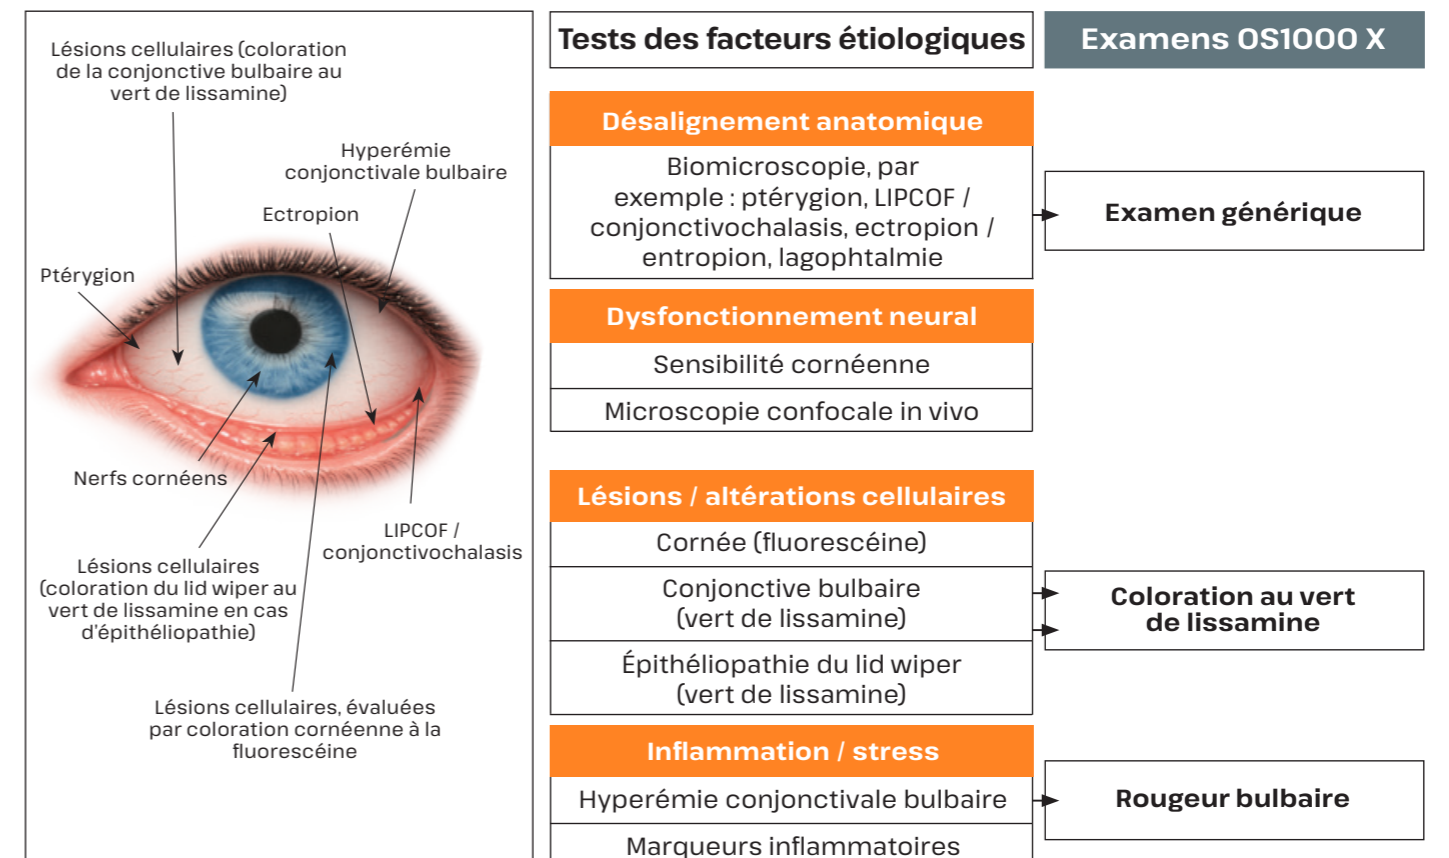 Lésions cellulaires (coloration
de la conjonctive bulbaire au
vert de lissamine)
Hyperémie
conjonctivale bulbaire
Ectropion
Ptérygion
Nerfs cornéens
LIPCOF /
conjonctivochalasis
Lésions cellulaires
(coloration du lid wiper au
vert de lissamine en cas
d'épithéliopathie)
Lésions cellulaires, évaluées
par coloration cornéenne à la
fluorescéine
Tests des facteurs étiologiques
Examens OS1000 X
Désalignement anatomique
Biomicroscopie, par
exemple : ptérygion, LIPCOF /
conjonctivochalasis, ectropion /
entropion, lagophtalmie
Examen générique
Dysfonctionnement neural
Sensibilité cornéenne
Microscopie confocale in vivo
Lésions / altérations cellulaires
Cornée (fluorescéine)
Conjonctive bulbaire
(vert de lissamine)
Épithéliopathie du lid wiper
(vert de lissamine)
Coloration au vert
de lissamine
Inflammation / stress
Hyperémie conjonctivale bulbaire
Rougeur bulbaire
Marqueurs inflammatoires